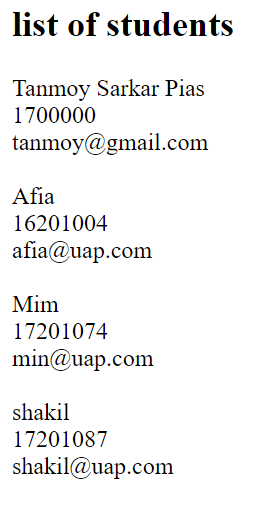 list of students
Tanmoy Sarkar Pias
1700000
tanmoy@gmail.com
Afia
16201004
afia@uap.com
Mim
17201074
min@uap.com
shakil
17201087
shakil@uap.com